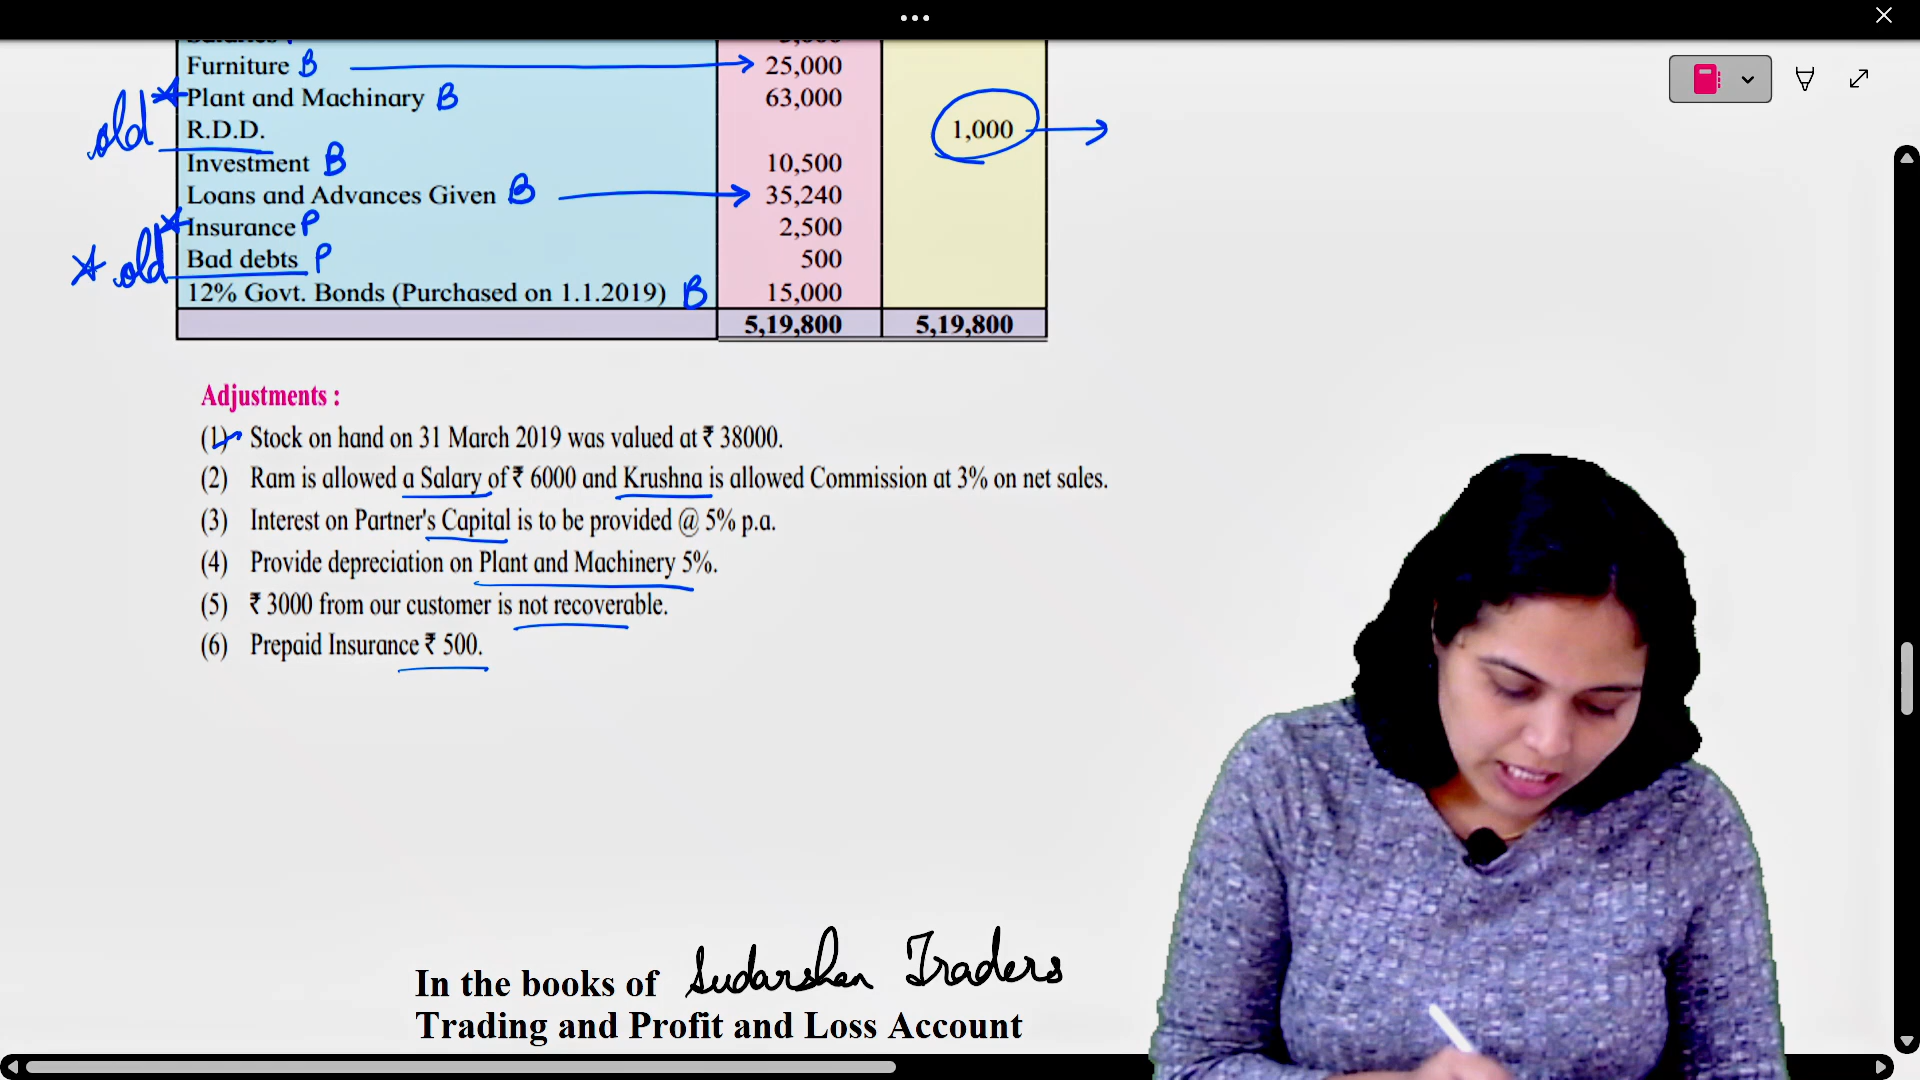 Furniture B 25,000
old Plant and Machinary B 63,000
R.D.D. 1,000
Investment B 10,500
Loans and Advances Given B 35,240
Insurance P 2,500
old Bad debts P 500
12% Govt. Bonds (Purchased on 1.1.2019) B 15,000
5,19,800 5,19,800
Adjustments :
(1) Stock on hand on 31 March 2019 was valued at ₹ 38000.
(2) Ram is allowed a Salary of ₹ 6000 and Krushna is allowed Commission at 3% on net sales.
(3) Interest on Partner's Capital is to be provided @ 5% p.a.
(4) Provide depreciation on Plant and Machinery 5%.
(5) ₹ 3000 from our customer is not recoverable.
(6) Prepaid Insurance ₹ 500.
In the books of Sudarshan Traders
Trading and Profit and Loss Account